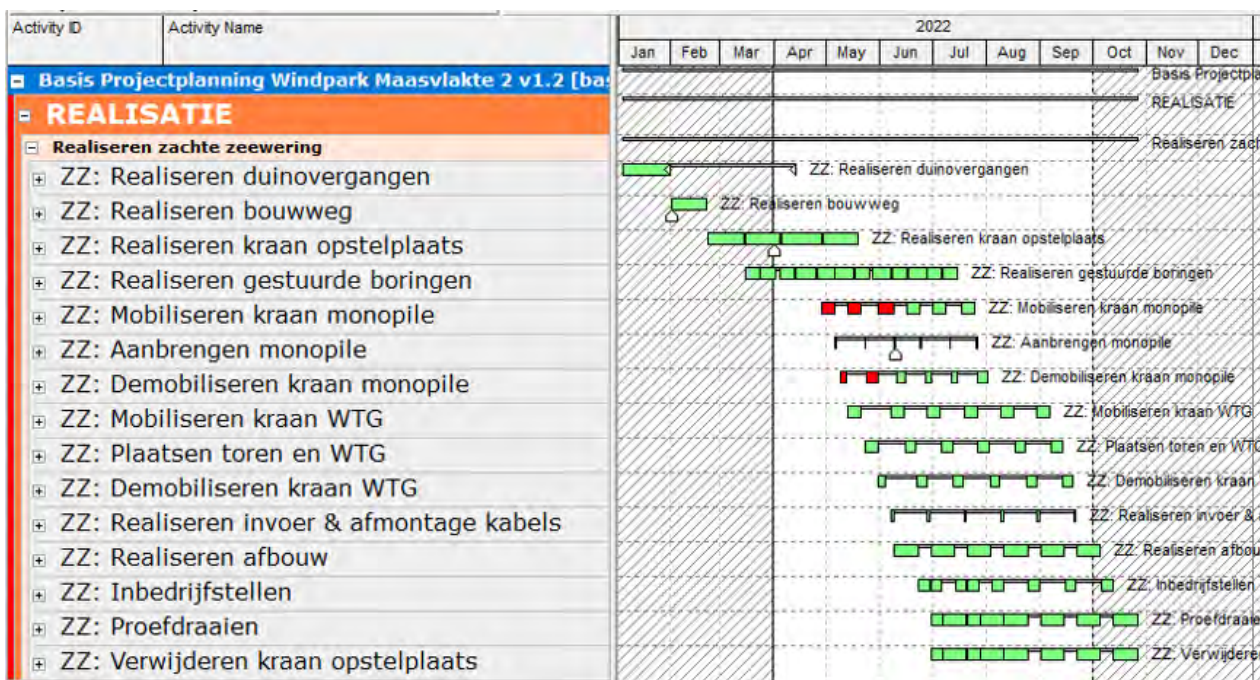 Activity ID Activity Name 2022
Jan Feb Mar Apr May Jun Jul Aug Sep Oct Nov Dec
Basis Projectplanning Windpark Maasvlakte 2 v1.2 [bas Basis Projectpla
REALISATIE REALISATIE
Realiseren zachte zeewering Realiseren zach
ZZ: Realiseren duinovergangen ZZ: Realiseren duinovergangen
ZZ: Realiseren bouwweg ZZ: Realiseren bouwweg
ZZ: Realiseren kraan opstelplaats ZZ: Realiseren kraan opstelplaats
ZZ: Realiseren gestuurde boringen ZZ: Realiseren gestuurde boringen
ZZ: Mobiliseren kraan monopile ZZ: Mobiliseren kraan monopile
ZZ: Aanbrengen monopile ZZ: Aanbrengen monopile
ZZ: Demobiliseren kraan monopile ZZ: Demobiliseren kraan monopile
ZZ: Mobiliseren kraan WTG ZZ: Mobiliseren kraan WTG
ZZ: Plaatsen toren en WTG ZZ: Plaatsen toren en WTG
ZZ: Demobiliseren kraan WTG ZZ: Demobiliseren kraan
ZZ: Realiseren invoer & afmontage kabels ZZ: Realiseren invoer &
ZZ: Realiseren afbouw ZZ: Realiseren afbou
ZZ: Inbedrijfstellen ZZ: Inbedrijfstellen
ZZ: Proefdraaien ZZ: Proefdraaie
ZZ: Verwijderen kraan opstelplaats ZZ: Verwijdere